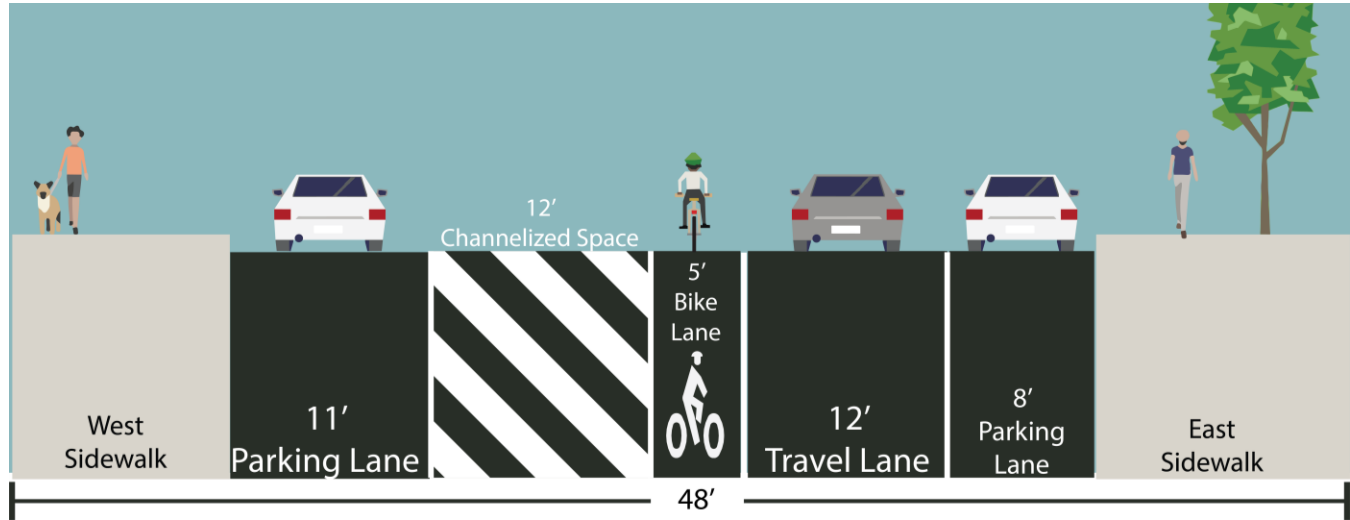 12’
Channelized Space
5’
Bike
Lane
West
Sidewalk
11’
Parking Lane
12’
Travel Lane
8’
Parking
Lane
East
Sidewalk
48’